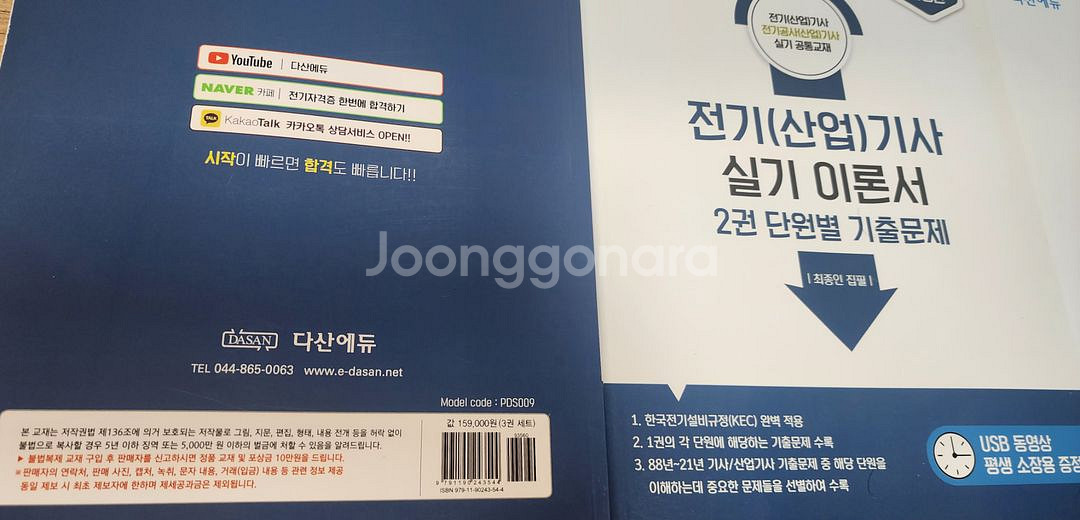 YouTube 다산에듀
NAVER 카페 전기자격증 한번에 합격하기
TALK KakaoTalk 카카오톡 상담서비스 OPEN!!
시작이 빠르면 합격도 빠릅니다!!
DASAN 다산에듀
TEL 044-865-0063 www.e-dasan.net
Model code : PDS009
본 교재는 저작권법 제136조에 의거 보호되는 저작물로 그림, 지문, 편집, 형태, 내용 전개 등을 허락 없이
불법으로 복사할 경우 5년 이하 징역 또는 5,000만 원 이하의 벌금에 처할 수 있음을 알려드립니다.
▶ 불법복제 교재 구입 후 판매자를 신고하시면 정품 교재 및 포상금 10만원을 드립니다.
※판매자의 연락처, 판매 사진, 캡처, 녹취, 문자 내용, 거래(입금) 내용 등 관련 정보 제공
동일 제보 시 최초 제보자에 한하며 제세공과금은 제외됩니다.
값 159,000원(3권 세트)
93560
9 791190 243544
ISBN 979-11-90243-54-4
다산에듀
전기(산업)기사
전기공사(산업)기사
실기 공통교재
전기(산업)기사
실기 이론서
2권 단원별 기출문제
| 최종인 집필 |
1. 한국전기설비규정(KEC) 완벽 적용
2. 1권의 각 단원에 해당하는 기출문제 수록
3. 88년~21년 기사/산업기사 기출문제 중 해당 단원을
이해하는데 중요한 문제들을 선별하여 수록
USB 동영상
평생 소장용 증정
Joonggonara